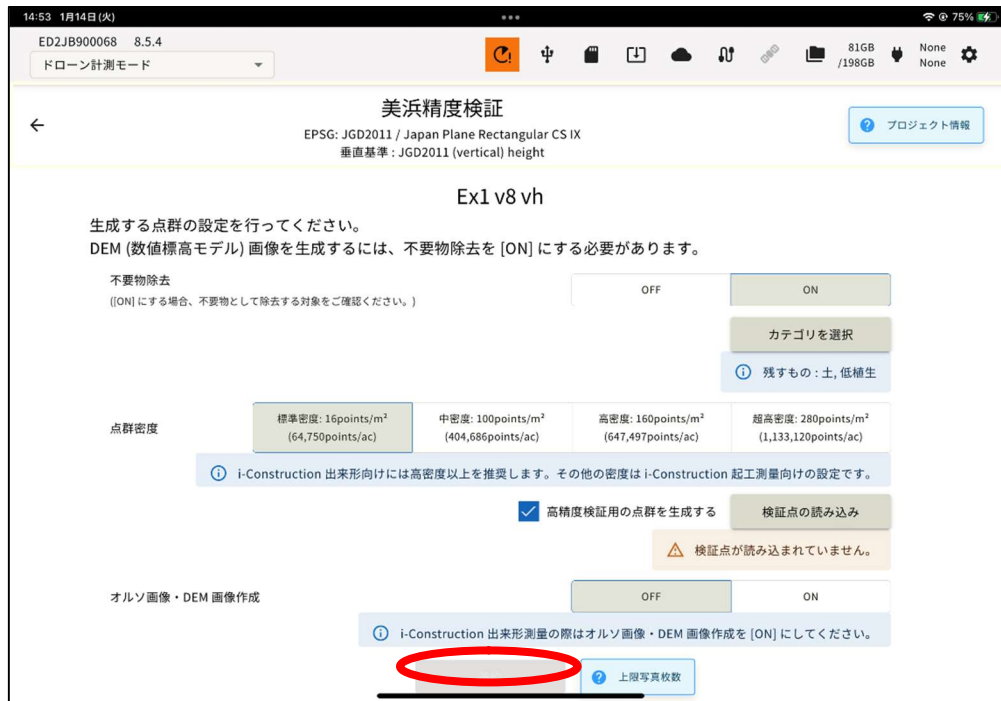 14:53 1月14日(火)
75%
ED2JB900068 8.5.4
ドローン計測モード
81GB
/198GB
None
None
美浜精度検証
EPSG: JGD2011 / Japan Plane Rectangular CS IX
垂直基準 : JGD2011 (vertical) height
プロジェクト情報
Ex1 v8 vh
生成する点群の設定を行ってください。
DEM (数値標高モデル) 画像を生成するには、不要物除去を [ON] にする必要があります。
不要物除去
([ON] にする場合、不要物として除去する対象をご確認ください。)
OFF
ON
カテゴリを選択
残すもの : 土, 低植生
点群密度
標準密度: 16points/m²
(64,750points/ac)
中密度: 100points/m²
(404,686points/ac)
高密度: 160points/m²
(647,497points/ac)
超高密度: 280points/m²
(1,133,120points/ac)
i-Construction 出来形向けには高密度以上を推奨します。その他の密度は i-Construction 起工測量向けの設定です。
高精度検証用の点群を生成する
検証点の読み込み
検証点が読み込まれていません。
オルソ画像・DEM 画像作成
OFF
ON
i-Construction 出来形測量の際はオルソ画像・DEM 画像作成を [ON] にしてください。
上限写真枚数